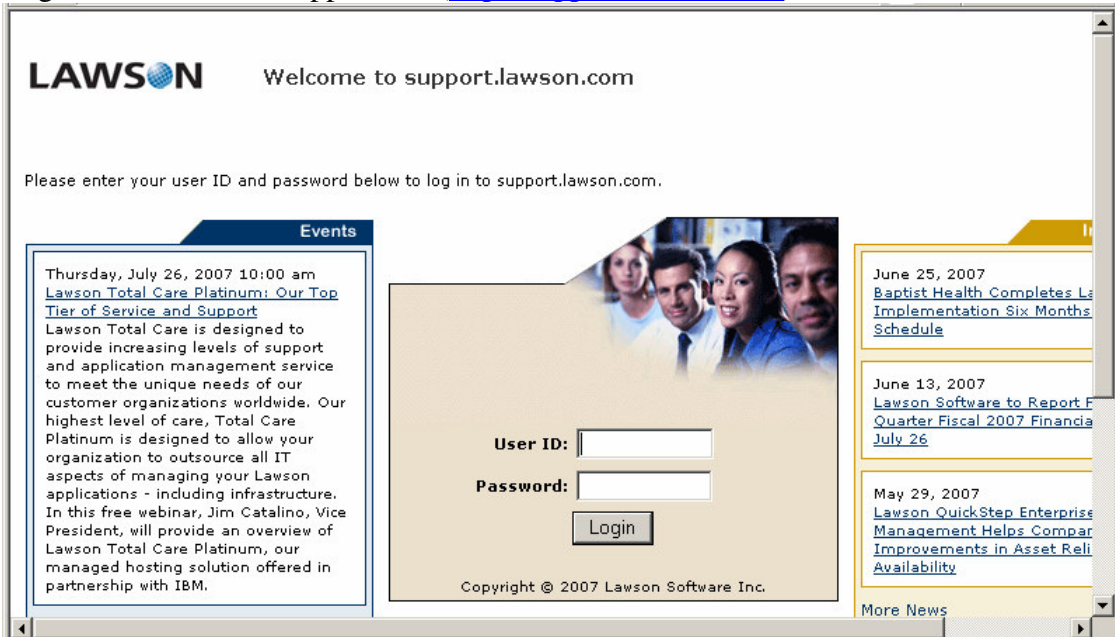 LAWSON
Welcome to support.lawson.com
Please enter your user ID and password below to log in to support.lawson.com.
Events
Thursday, July 26, 2007 10:00 am
Lawson Total Care Platinum: Our Top
Tier of Service and Support
Lawson Total Care is designed to
provide increasing levels of support
and application management service
to meet the unique needs of our
customer organizations worldwide. Our
highest level of care, Total Care
Platinum is designed to allow your
organization to outsource all IT
aspects of managing your Lawson
applications - including infrastructure.
In this free webinar, Jim Catalino, Vice
President, will provide an overview of
Lawson Total Care Platinum, our
managed hosting solution offered in
partnership with IBM.
User ID:
Password:
Login
Copyright © 2007 Lawson Software Inc.
June 25, 2007
Baptist Health Completes
Implementation Six Months
Schedule
June 13, 2007
Lawson Software to Report
Quarter Fiscal 2007
July 26
May 29, 2007
Lawson QuickStep Enterprise
Management Helps
Improvements in Asset
Availability
More News